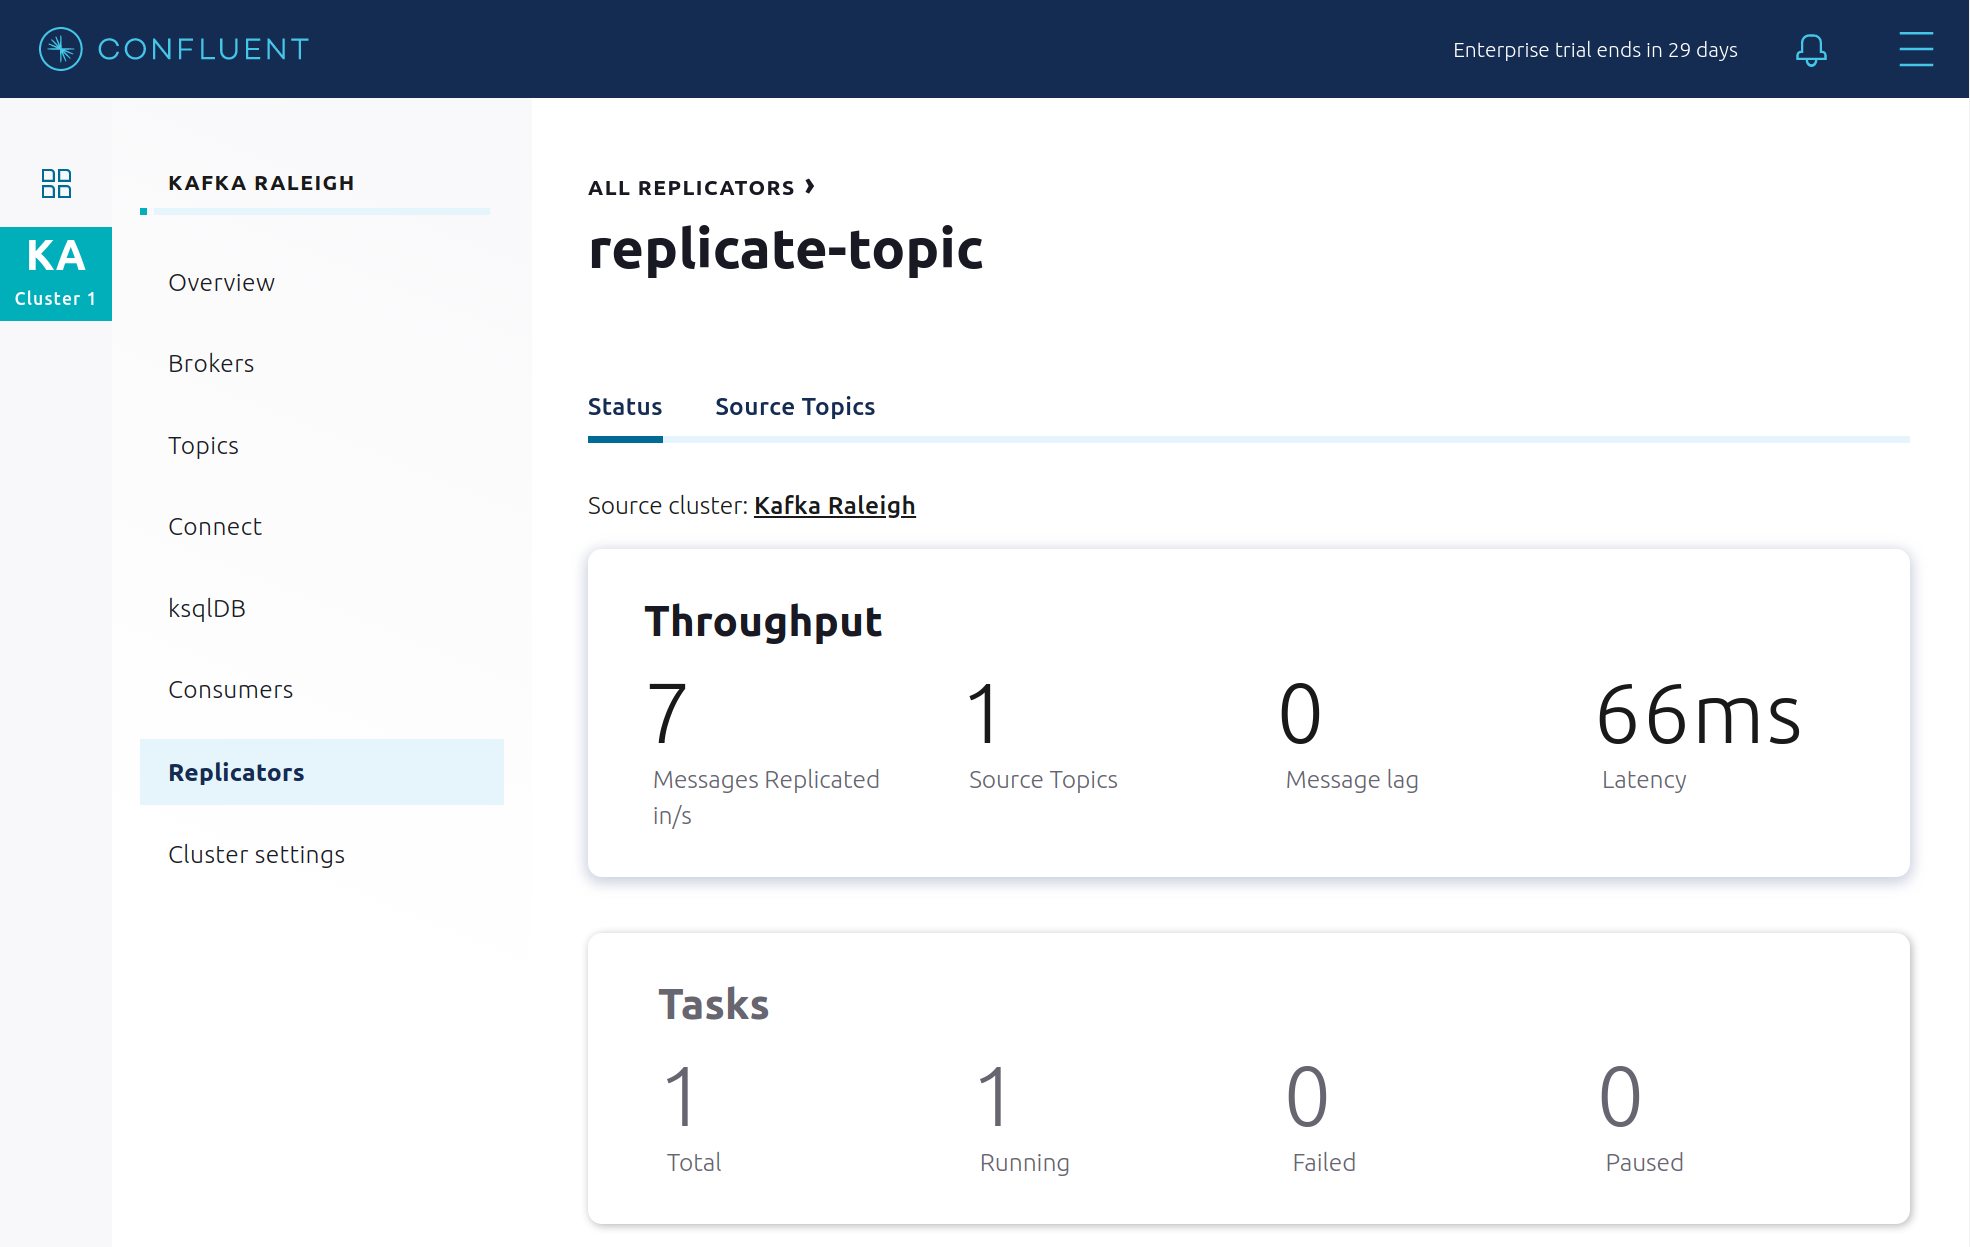 CONFLUENT
Enterprise trial ends in 29 days
KA
Cluster 1
KAFKA RALEIGH
Overview
Brokers
Topics
Connect
ksqlDB
Consumers
Replicators
Cluster settings
ALL REPLICATORS ›
replicate-topic
Status Source Topics
Source cluster: Kafka Raleigh
Throughput
7 1 0 66ms
Messages Replicated Source Topics Message lag Latency
in/s
Tasks
1 1 0 0
Total Running Failed Paused